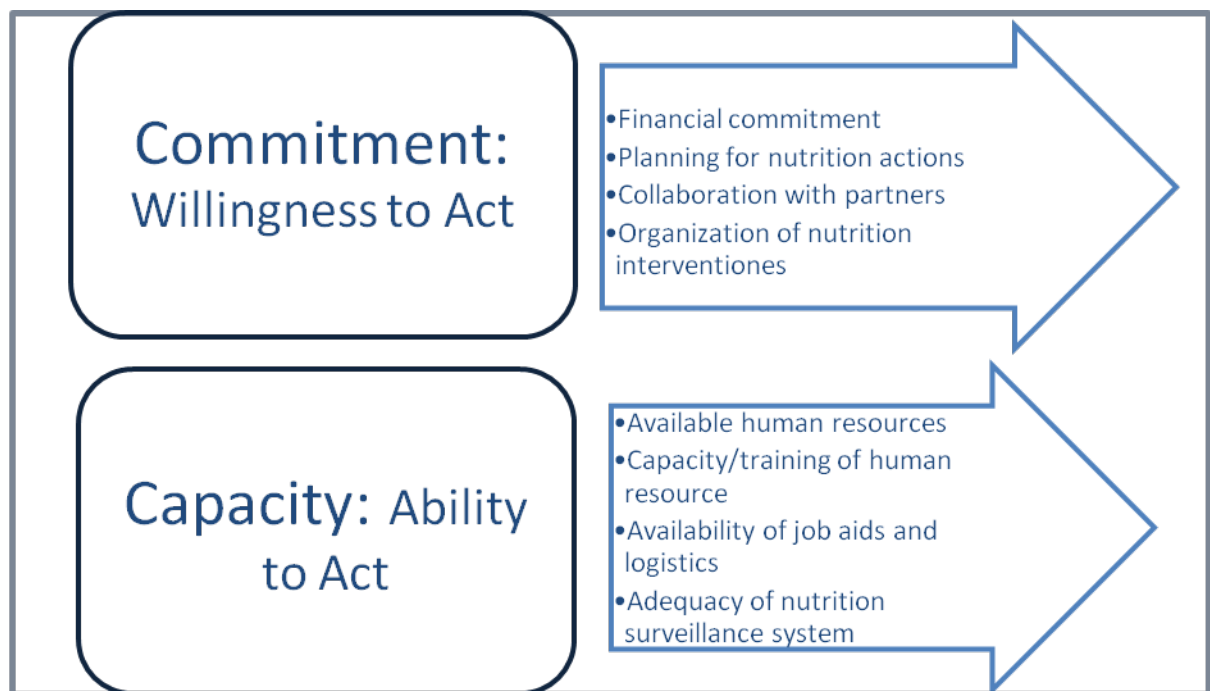 Commitment:
Willingness to Act
•Financial commitment
•Planning for nutrition actions
•Collaboration with partners
•Organization of nutrition
interventiones
Capacity: Ability
to Act
•Available human resources
•Capacity/training of human
resource
•Availability of job aids and
logistics
•Adequacy of nutrition
surveillance system